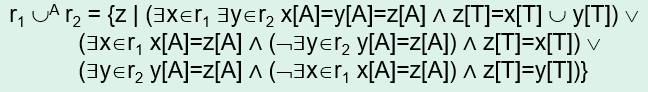 r₁ ∪ᴬ r₂ = {z | (∃x∈r₁ ∃y∈r₂ x[A]=y[A]=z[A] ∧ z[T]=x[T] ∪ y[T]) ∨
(∃x∈r₁ x[A]=z[A] ∧ (¬∃y∈r₂ y[A]=z[A]) ∧ z[T]=x[T]) ∨
(∃y∈r₂ y[A]=z[A] ∧ (¬∃x∈r₁ x[A]=z[A]) ∧ z[T]=y[T])}